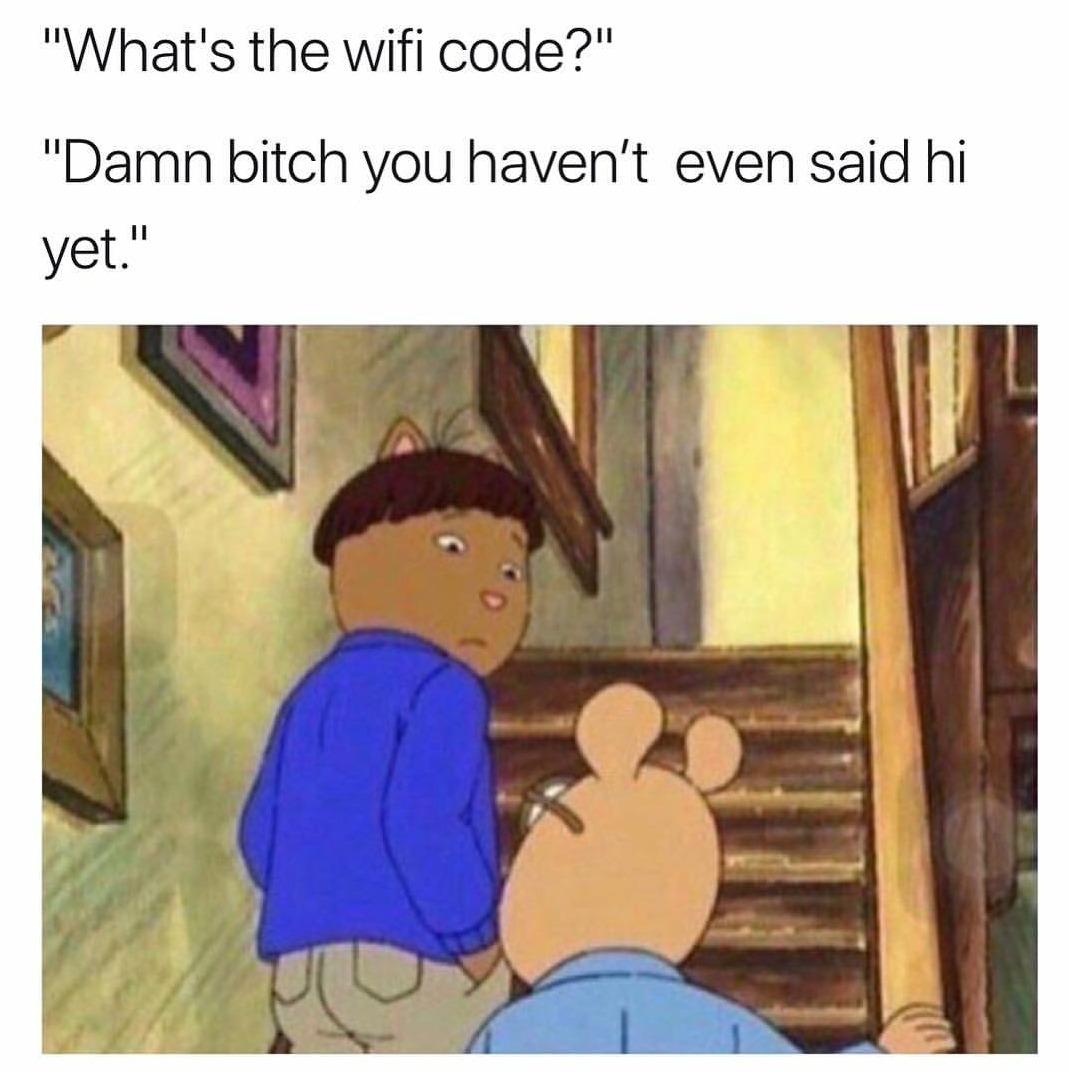 "What's the wifi code?"
"Damn bitch you haven't  even said hi
yet."